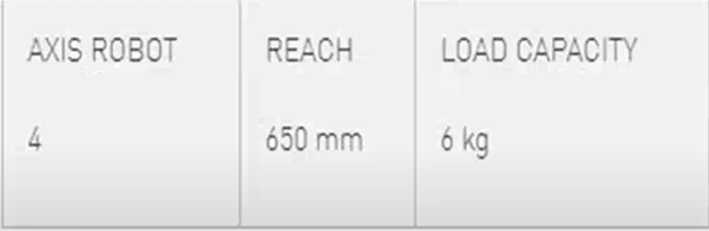 AXIS ROBOT REACH LOAD CAPACITY
4 650 mm 6 kg